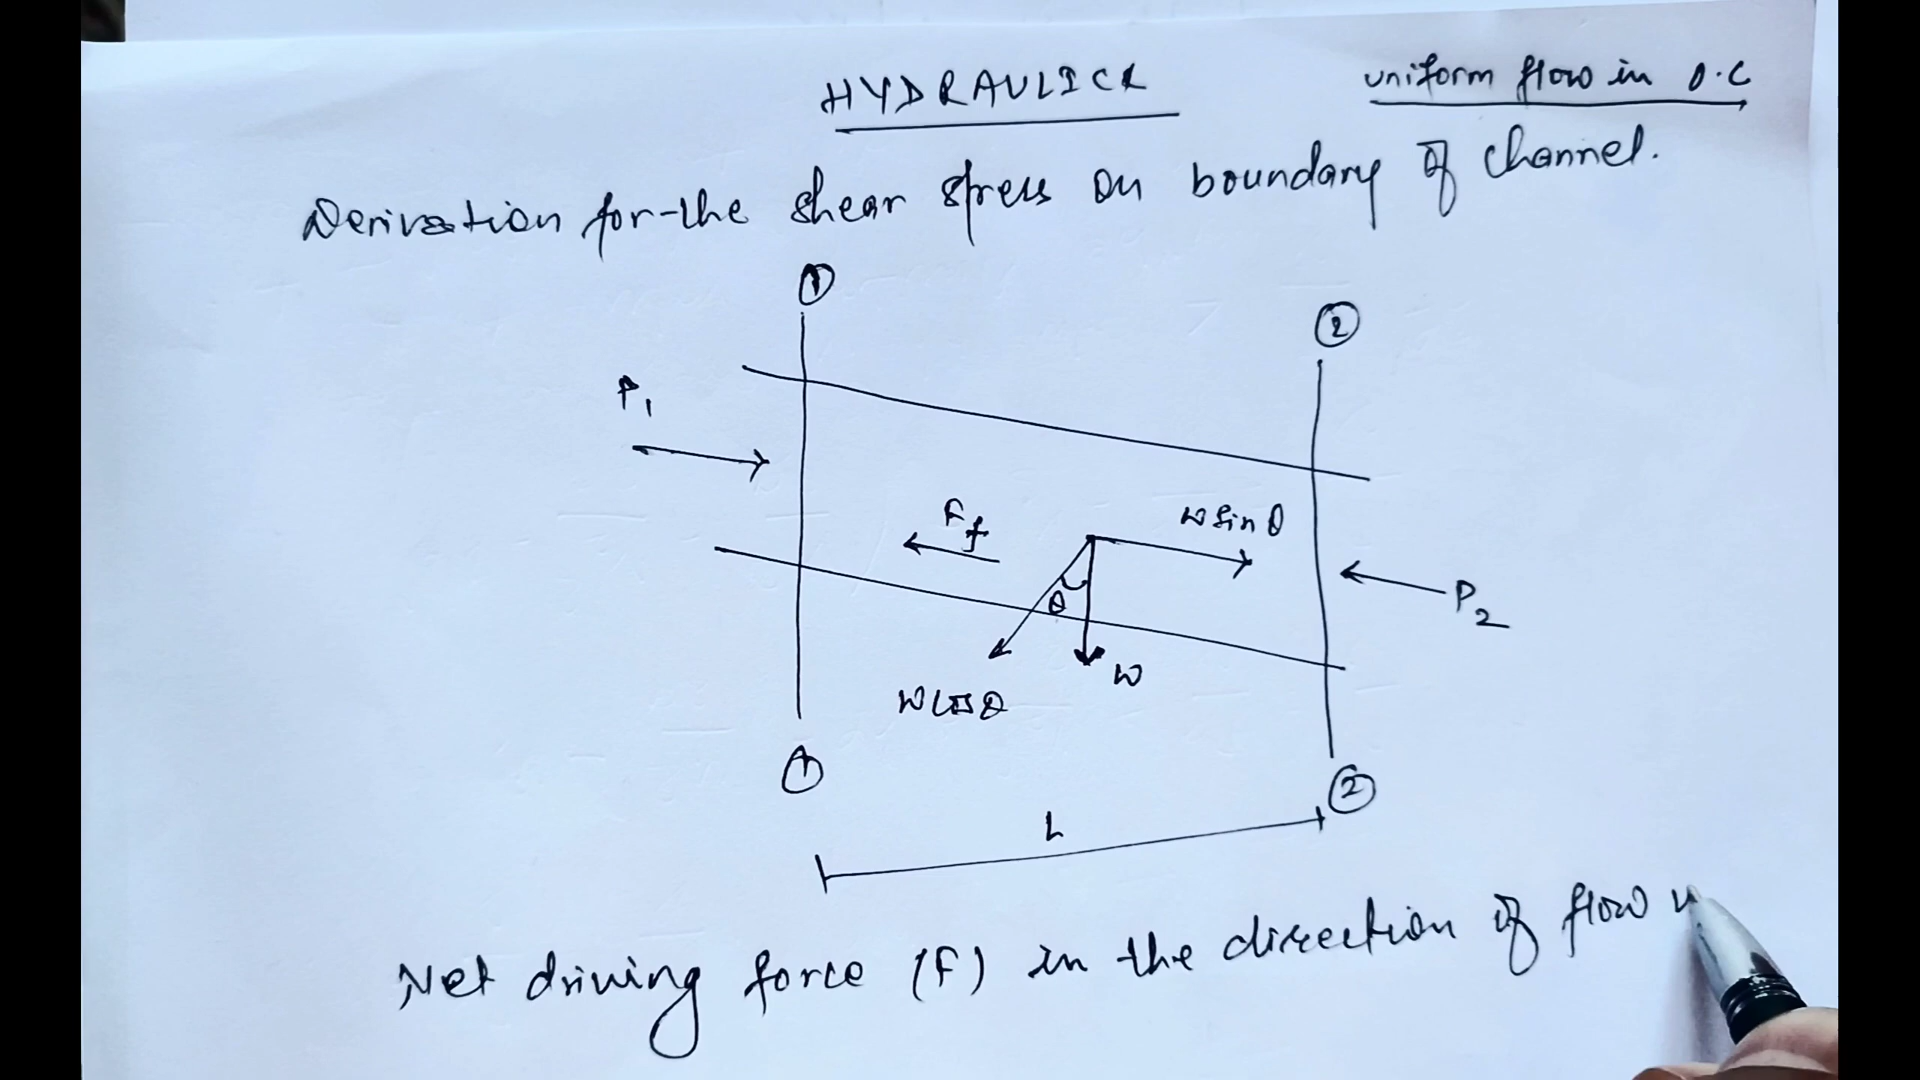 HYDRAULICK
uniform flow in O.C
Derivation for the shear stress on boundary of channel.
1
2
P1
Ff
W sin θ
θ
P2
W
W cos θ
1
2
L
Net driving force (F) in the direction of flow